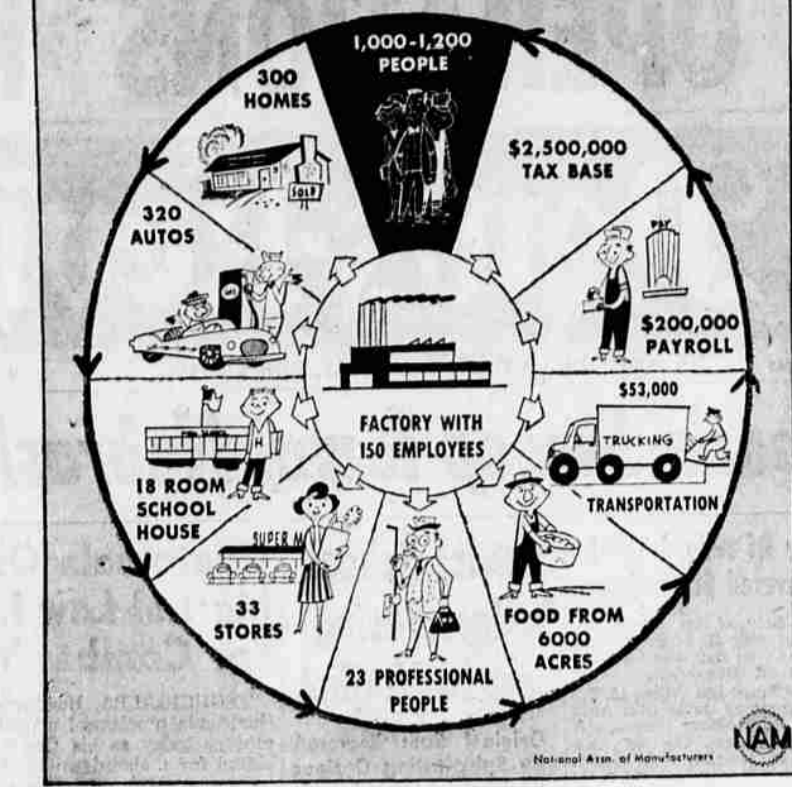 1,000-1,200
PEOPLE
300
HOMES
$2,500,000
TAX BASE
320
AUTOS
SOLD
PAY
$200,000
PAYROLL
FACTORY WITH
150 EMPLOYEES
$53,000
TRUCKING
TRANSPORTATION
H
18 ROOM
SCHOOL
HOUSE
SUPER M
33
STORES
FOOD FROM
6000
ACRES
23 PROFESSIONAL
PEOPLE
National Assn. of Manufacturers
NAM